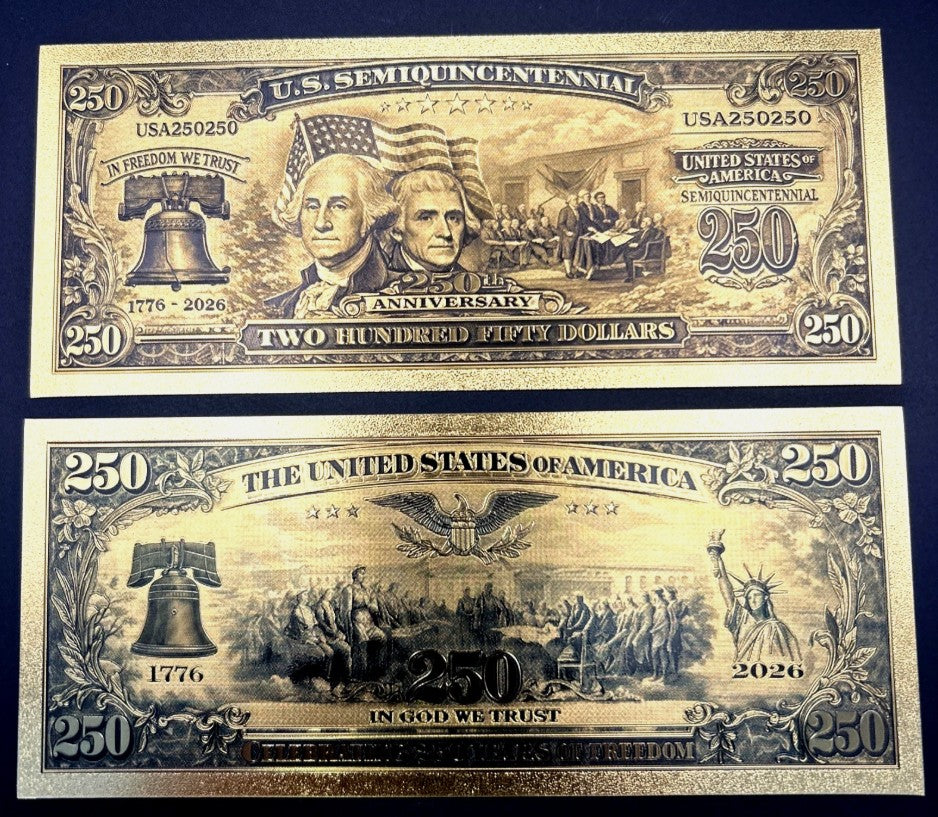 U.S. SEMIQUINCENTENNIAL
250
250
USA250250
USA250250
IN FREEDOM WE TRUST
UNITED STATES OF
AMERICA
SEMIQUINCENTENNIAL
250
1776 - 2026
250th
ANNIVERSARY
250
TWO HUNDRED FIFTY DOLLARS
250
250
THE UNITED STATES OF AMERICA
250
1776
2026
250
IN GOD WE TRUST
250
OF FREEDOM
250